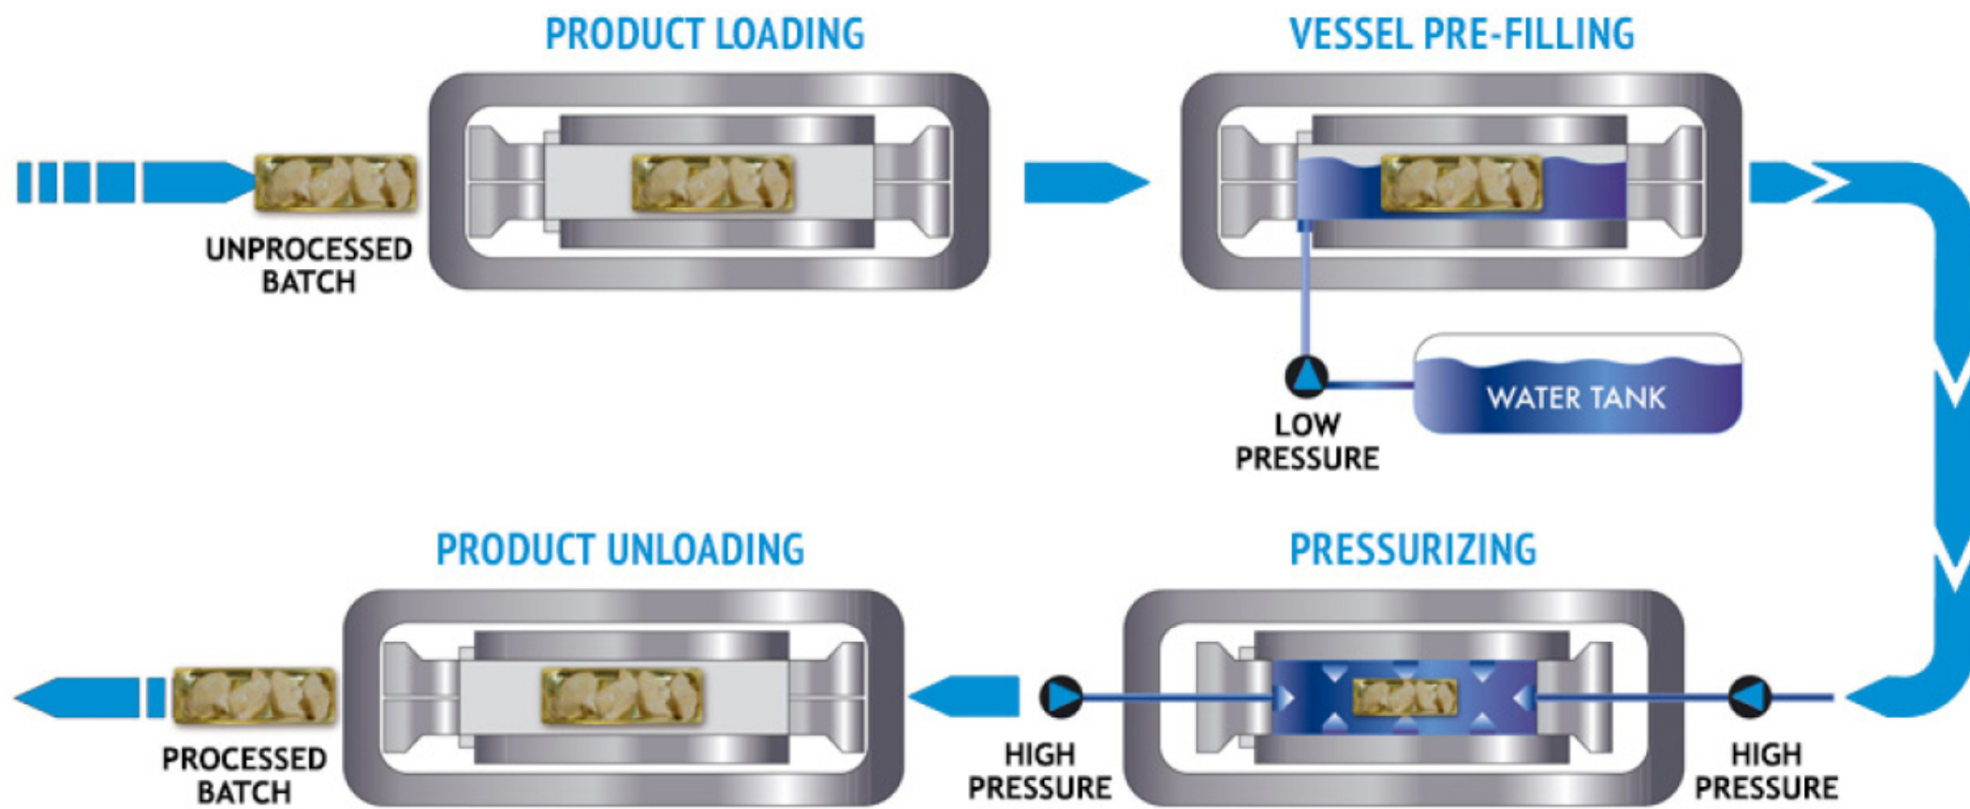 PRODUCT LOADING
VESSEL PRE-FILLING
UNPROCESSED
BATCH
WATER TANK
LOW
PRESSURE
PRODUCT UNLOADING
PRESSURIZING
PROCESSED
BATCH
HIGH
PRESSURE
HIGH
PRESSURE